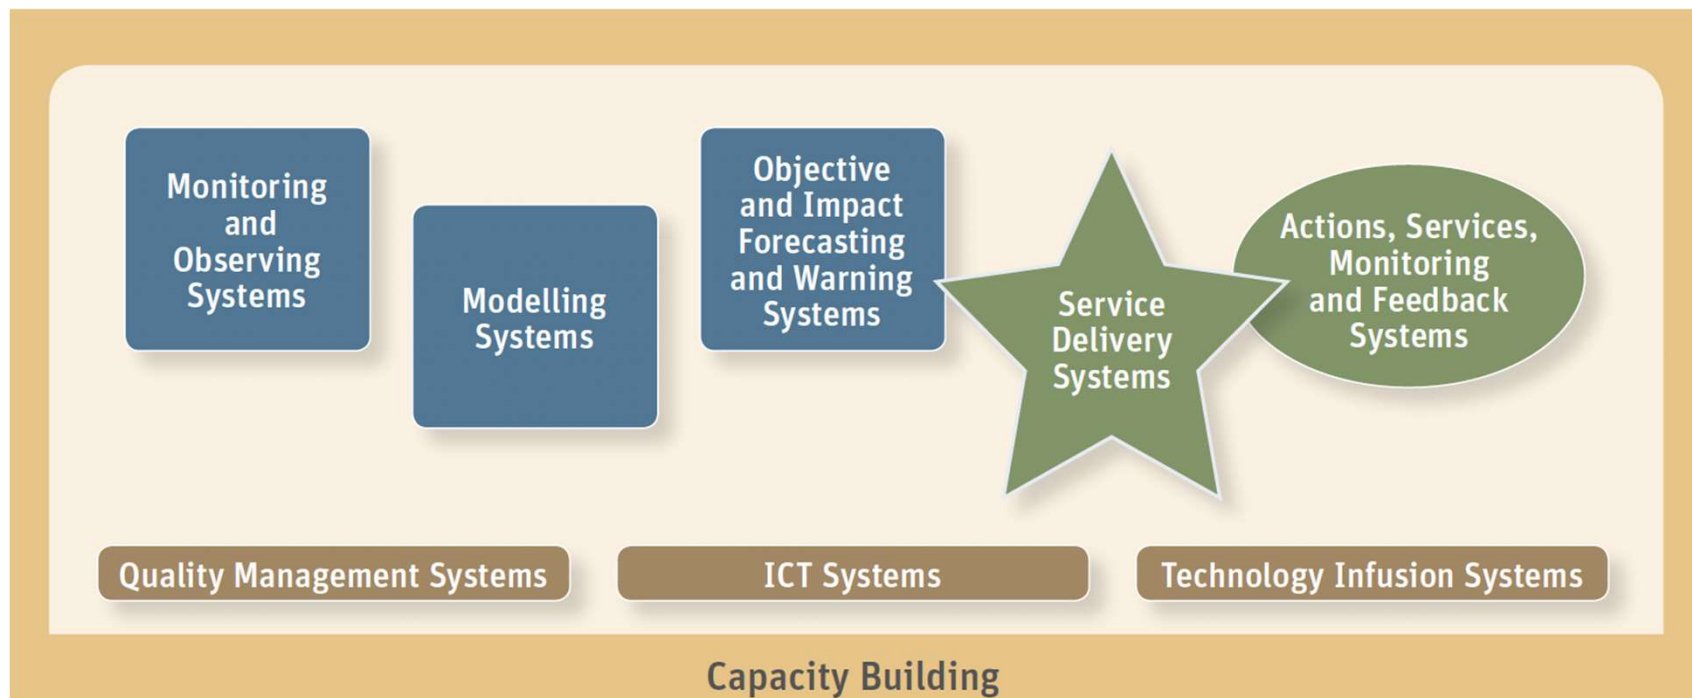 Monitoring
and
Observing
Systems
Modelling
Systems
Objective
and Impact
Forecasting
and Warning
Systems
Service
Delivery
Systems
Actions, Services,
Monitoring
and Feedback
Systems
Quality Management Systems
ICT Systems
Technology Infusion Systems
Capacity Building